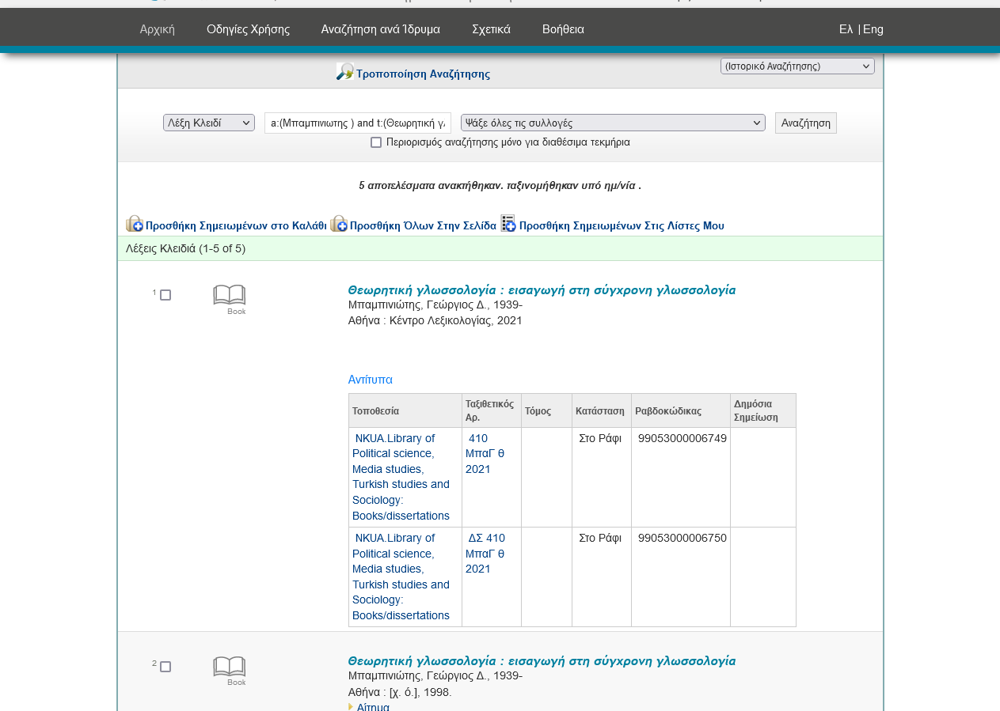 Αρχική Οδηγίες Χρήσης Αναζήτηση ανά Ίδρυμα Σχετικά Βοήθεια Ελ | Eng
Τροποποίηση Αναζήτησης (Ιστορικό Αναζήτησης)
Λέξη Κλειδί a:(Μπαμπινιωτης ) and t:(Θεωρητική γλ Ψάξε όλες τις συλλογές Αναζήτηση
Περιορισμός αναζήτησης μόνο για διαθέσιμα τεκμήρια
5 αποτελέσματα ανακτήθηκαν. ταξινομήθηκαν υπό ημ/νία .
Προσθήκη Σημειωμένων στο Καλάθι Προσθήκη Όλων Στην Σελίδα Προσθήκη Σημειωμένων Στις Λίστες Μου
Λέξεις Κλειδιά (1-5 of 5)
1 Book
Θεωρητική γλωσσολογία : εισαγωγή στη σύγχρονη γλωσσολογία
Μπαμπινιώτης, Γεώργιος Δ., 1939-
Αθήνα : Κέντρο Λεξικολογίας, 2021
Αντίτυπα
Τοποθεσία Ταξιθετικός Αρ. Τόμος Κατάσταση Ραβδοκώδικας Δημόσια Σημείωση
NKUA.Library of Political science, Media studies, Turkish studies and Sociology: Books/dissertations 410 ΜπαΓ θ 2021 Στο Ράφι 99053000006749
NKUA.Library of Political science, Media studies, Turkish studies and Sociology: Books/dissertations ΔΣ 410 ΜπαΓ θ 2021 Στο Ράφι 99053000006750
2 Book
Θεωρητική γλωσσολογία : εισαγωγή στη σύγχρονη γλωσσολογία
Μπαμπινιώτης, Γεώργιος Δ., 1939-
Αθήνα : [χ. ό.], 1998.
Αίτημα